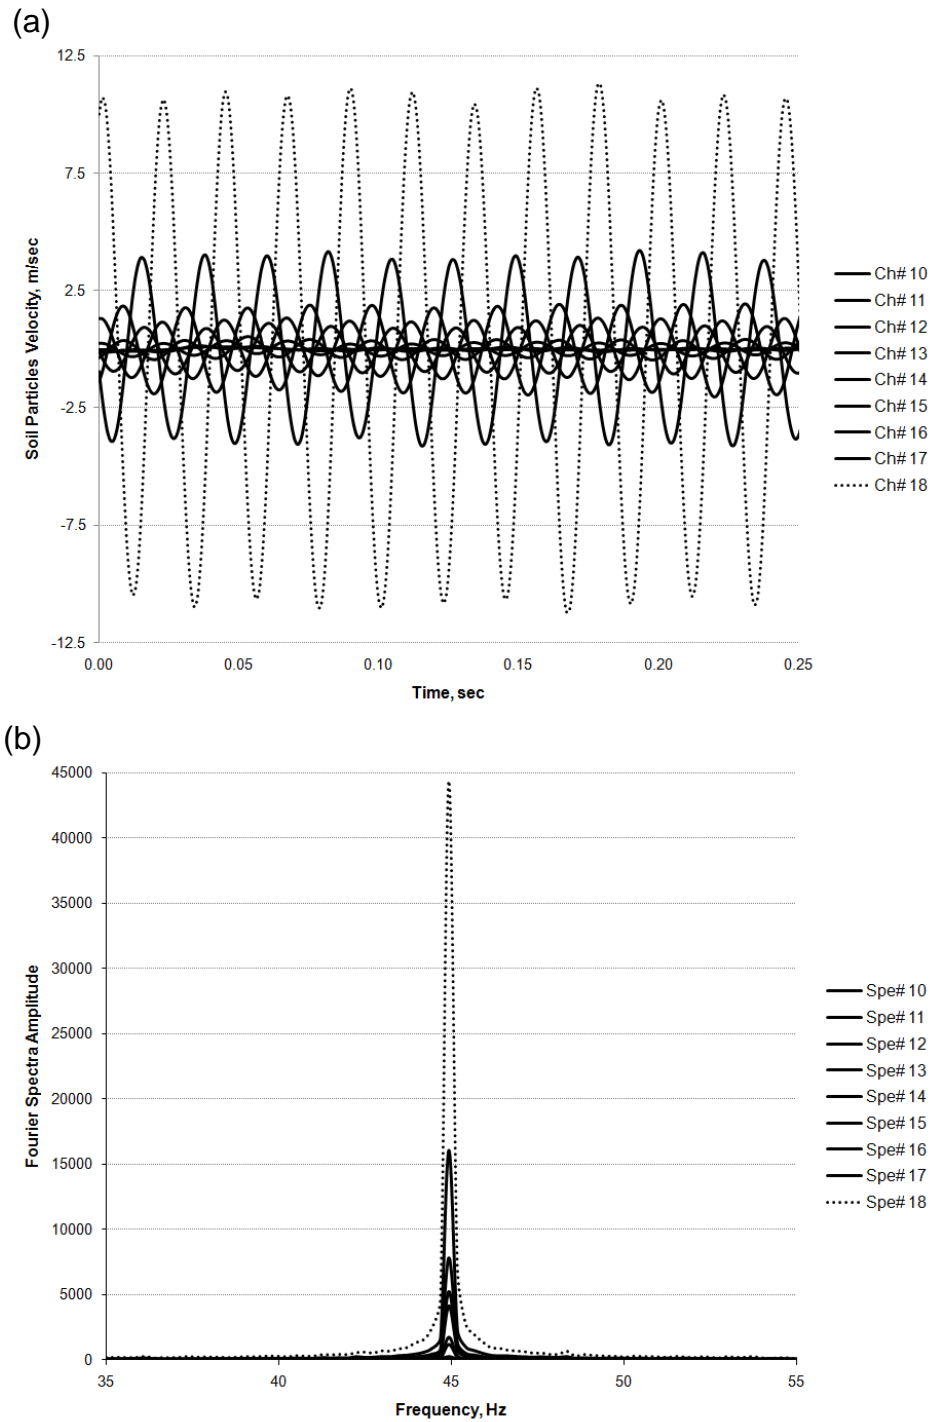 (a)
12.5
7.5
2.5
-2.5
-7.5
-12.5
Soil Particles Velocity, m/sec
0.00 0.05 0.10 0.15 0.20 0.25
Time, sec
Ch# 10
Ch# 11
Ch# 12
Ch# 13
Ch# 14
Ch# 15
Ch# 16
Ch# 17
Ch# 18
(b)
45000
40000
35000
30000
25000
20000
15000
10000
5000
0
Fourier Spectra Amplitude
35 40 45 50 55
Frequency, Hz
Spe# 10
Spe# 11
Spe# 12
Spe# 13
Spe# 14
Spe# 15
Spe# 16
Spe# 17
Spe# 18